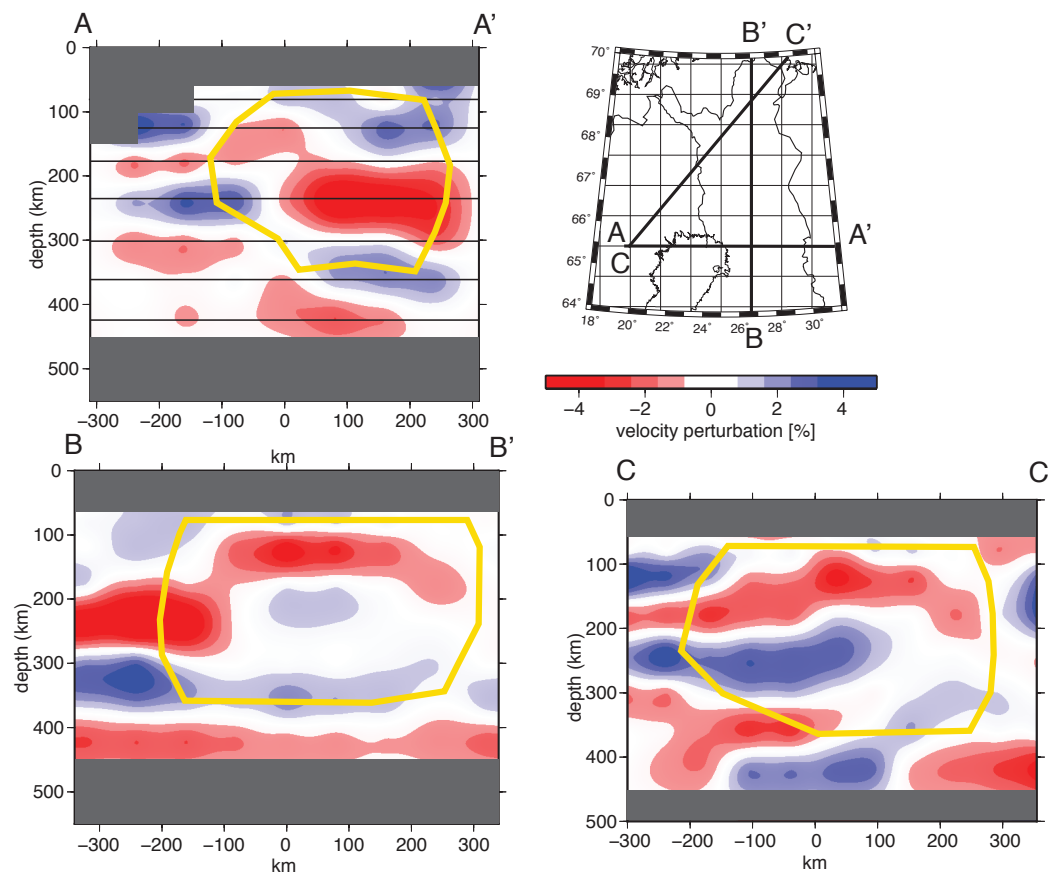 A A’
0
100
200
300
400
500
depth (km)
−300 −200 −100 0 100 200 300
km
B’ C’
70˚
69˚
68˚
67˚
66˚
65˚
64˚
A A’
C
18˚ 20˚ 22˚ 24˚ 26˚ 28˚ 30˚
B
−4 −2 0 2 4
velocity perturbation [%]
B B’
0
100
200
300
400
500
depth (km)
−300 −200 −100 0 100 200 300
km
C C
0
100
200
300
400
500
depth (km)
−300 −200 −100 0 100 200 300
km